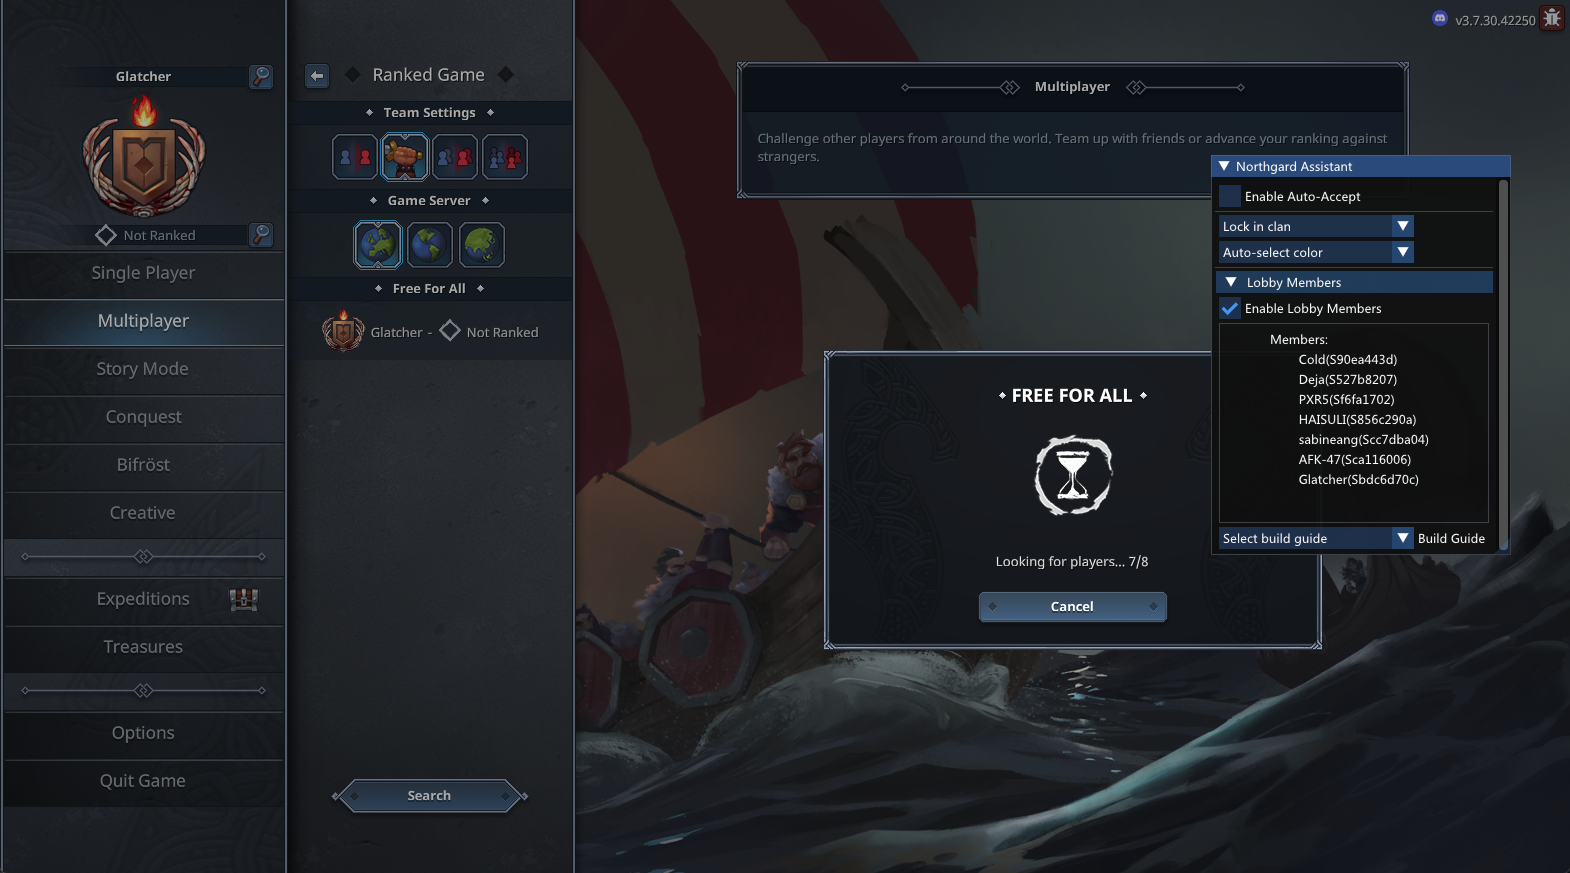 Glatcher
Not Ranked
Single Player
Multiplayer
Story Mode
Conquest
Bifröst
Creative
Expeditions
Treasures
Options
Quit Game
Ranked Game
Team Settings
Game Server
Free For All
Glatcher - Not Ranked
Search
v3.7.30.42250
Multiplayer
Challenge other players from around the world. Team up with friends or advance your ranking against
strangers.
FREE FOR ALL
Looking for players... 7/8
Cancel
Northgard Assistant
Enable Auto-Accept
Lock in clan
Auto-select color
Lobby Members
Enable Lobby Members
Members:
Cold(S90ea443d)
Deja(S527b8207)
PXR5(Sf6fa1702)
HAISULI(S856c290a)
sabineang(Scc7dba04)
AFK-47(Sca116006)
Glatcher(Sbdc6d70c)
Select build guide Build Guide